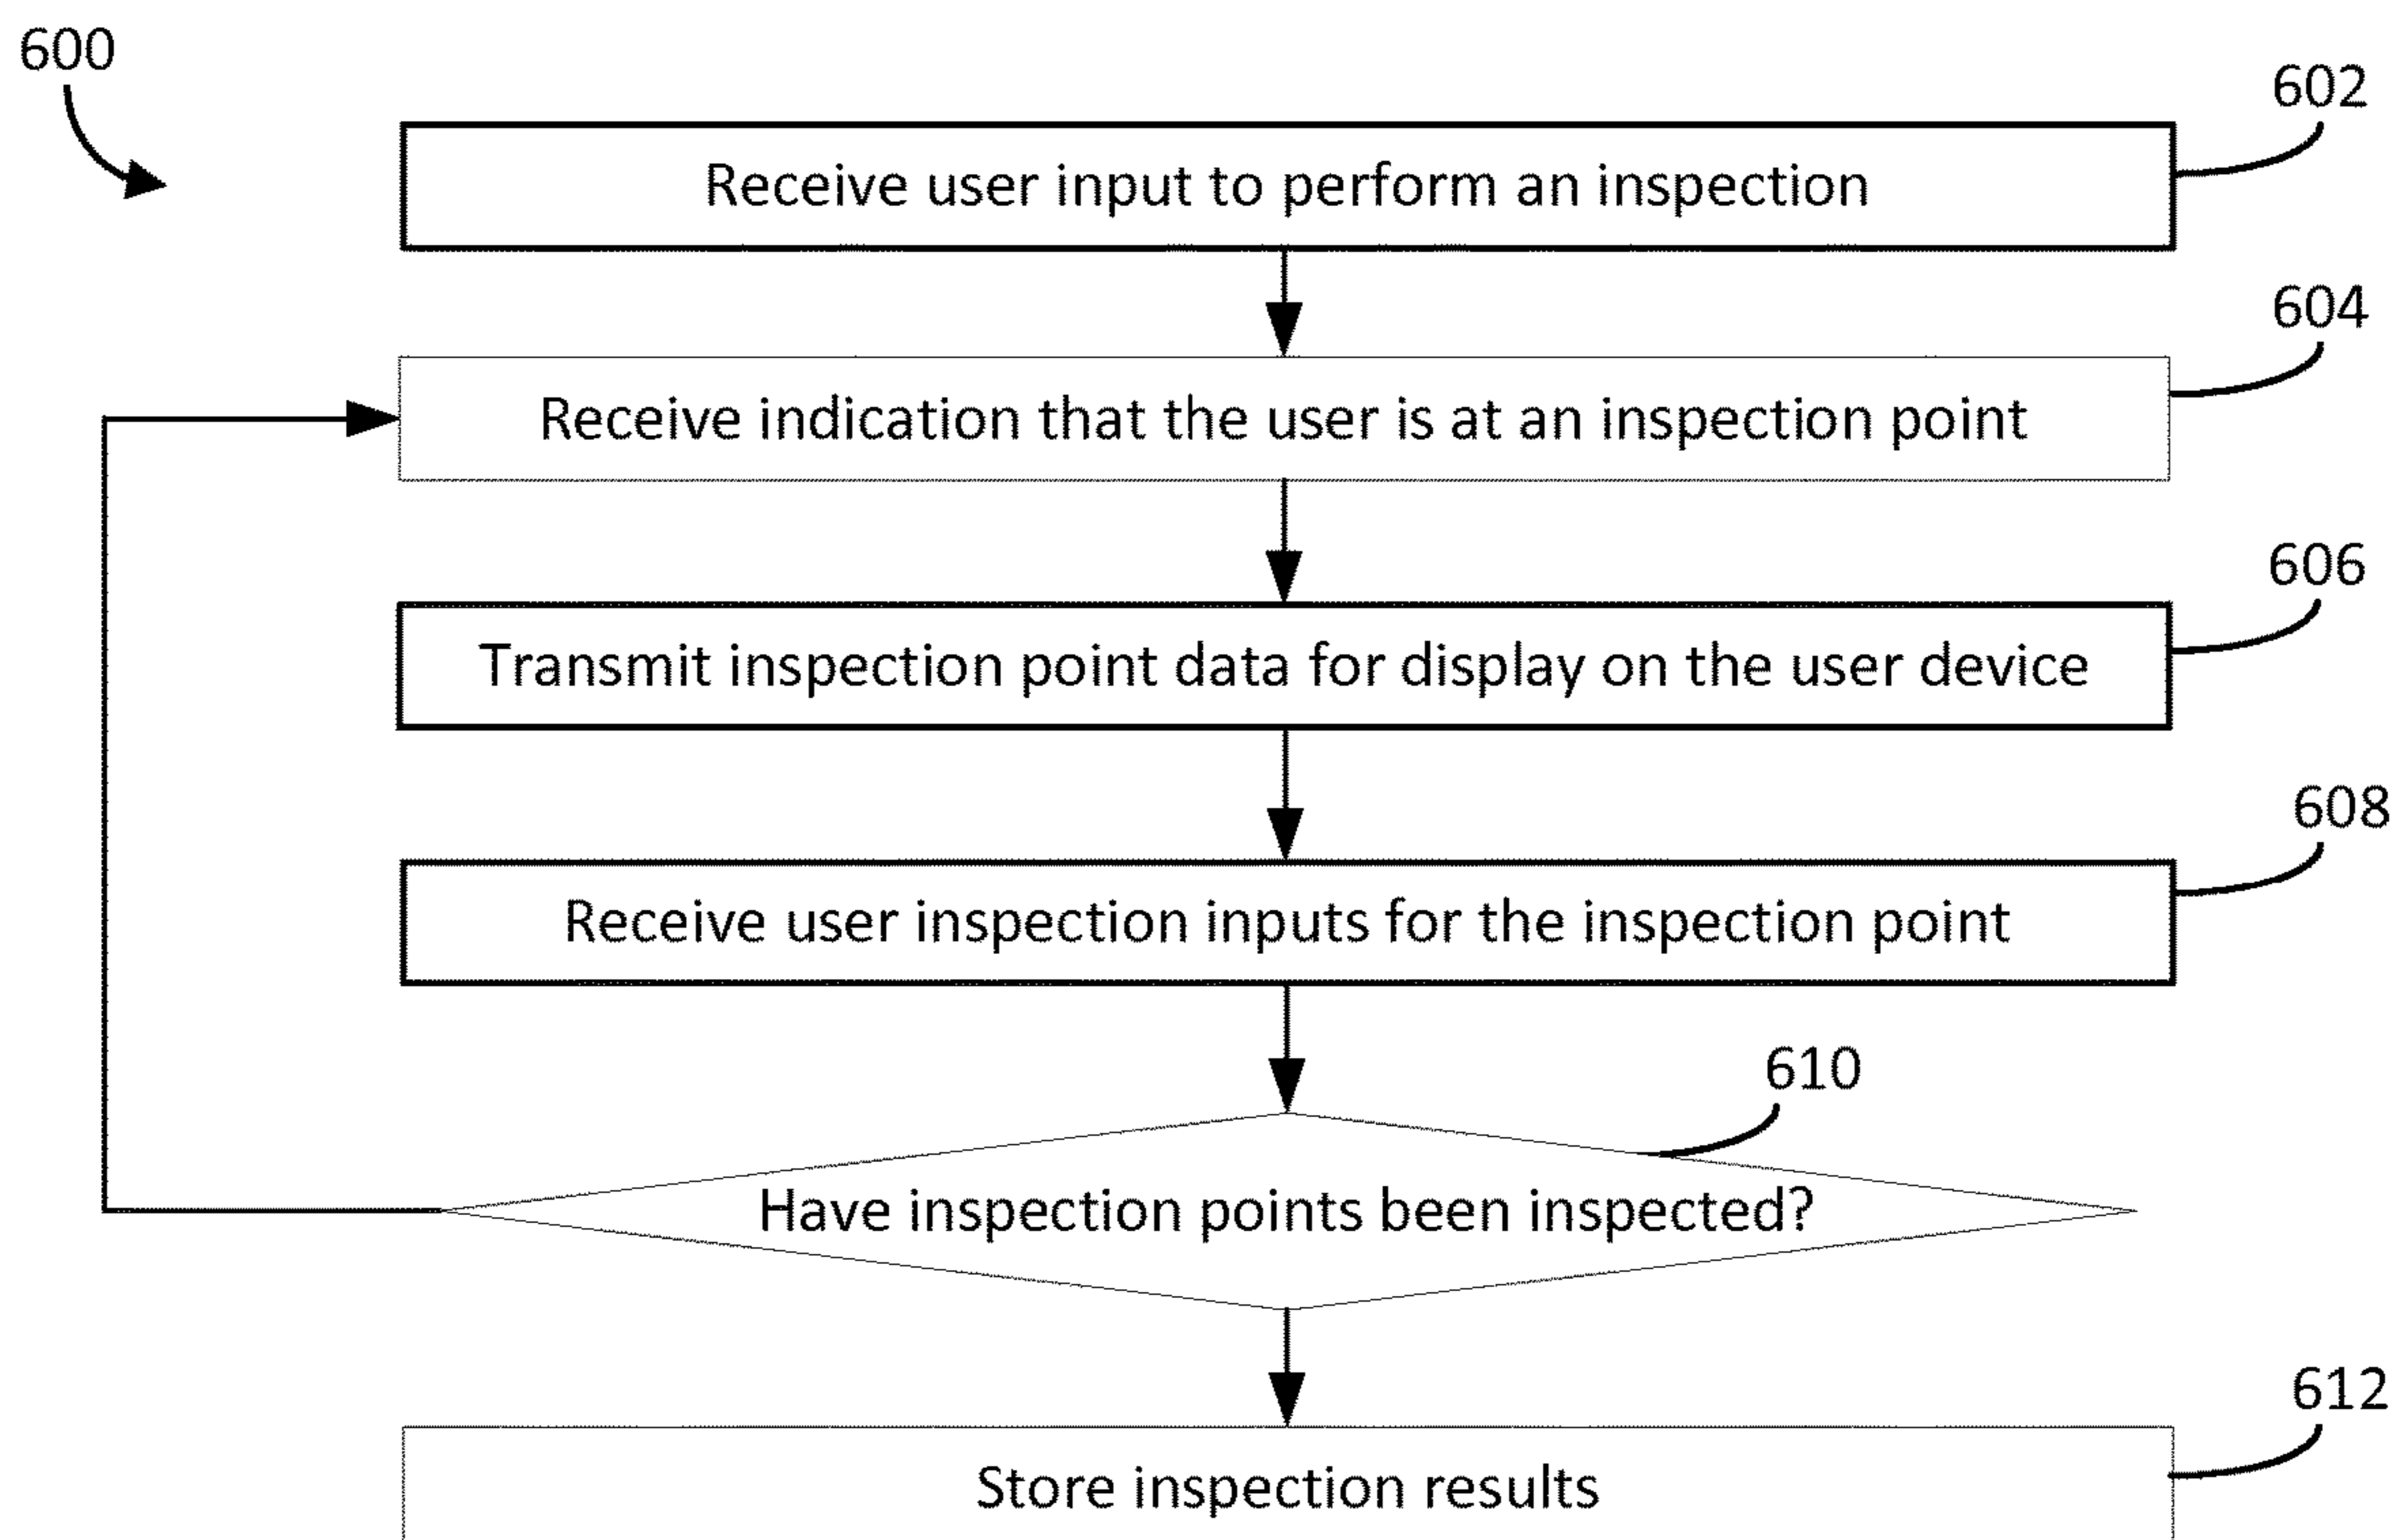 600
602
Receive user input to perform an inspection
604
Receive indication that the user is at an inspection point
606
Transmit inspection point data for display on the user device
608
Receive user inspection inputs for the inspection point
610
Have inspection points been inspected?
612
Store inspection results